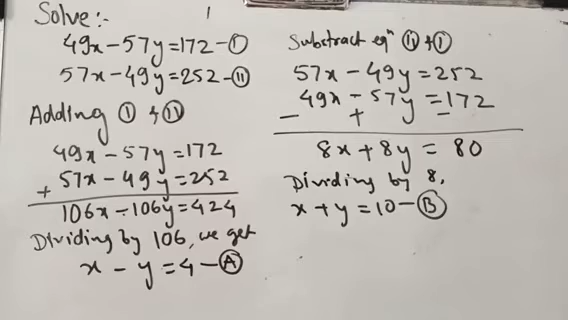 Solve:-
49x-57y=172-Ⓘ
57x-49y=252-Ⓘⓘ
Adding Ⓘ & Ⓘⓘ
49x-57y=172
+ 57x-49y=252
106x-106y=424
Dividing by 106, we get
x-y=4-Ⓐ
Substract eqⁿ Ⓘⓘ & Ⓘ
57x-49y=252
49x-57y=172
- + -
8x+8y=80
Dividing by 8,
x+y=10-Ⓑ